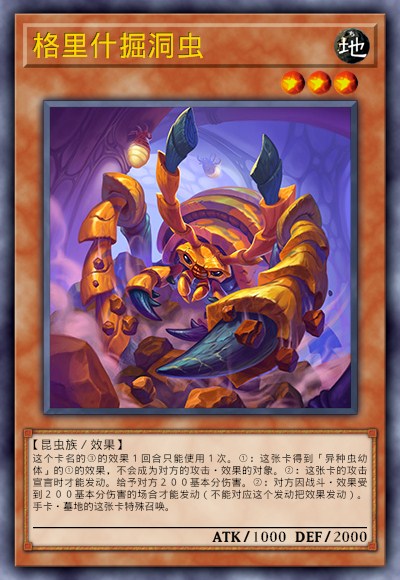 格里什掘洞虫
地
【昆虫族／效果】
这个卡名的③的效果１回合只能使用１次。①：这张卡得到「异种虫幼
体」的①的效果，不会成为对方的攻击・效果的对象。②：这张卡的攻击
宣言时才能发动。给予对方２００基本分伤害。②：对方因战斗・效果受
到２００基本分伤害的场合才能发动（不能对应这个发动把效果发动）。
手卡・墓地的这张卡特殊召唤。
ATK/1000 DEF/2000